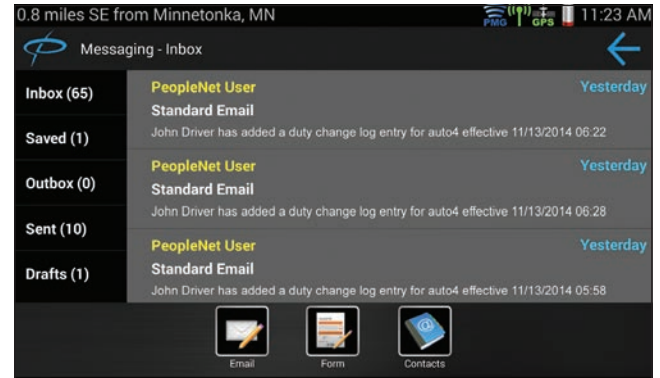 0.8 miles SE from Minnetonka, MN
PMG GPS 11:23 AM
Messaging - Inbox
Inbox (65)
Saved (1)
Outbox (0)
Sent (10)
Drafts (1)
PeopleNet User Yesterday
Standard Email
John Driver has added a duty change log entry for auto4 effective 11/13/2014 06:22
PeopleNet User Yesterday
Standard Email
John Driver has added a duty change log entry for auto4 effective 11/13/2014 06:28
PeopleNet User Yesterday
Standard Email
John Driver has added a duty change log entry for auto4 effective 11/13/2014 05:58
Email Form Contacts